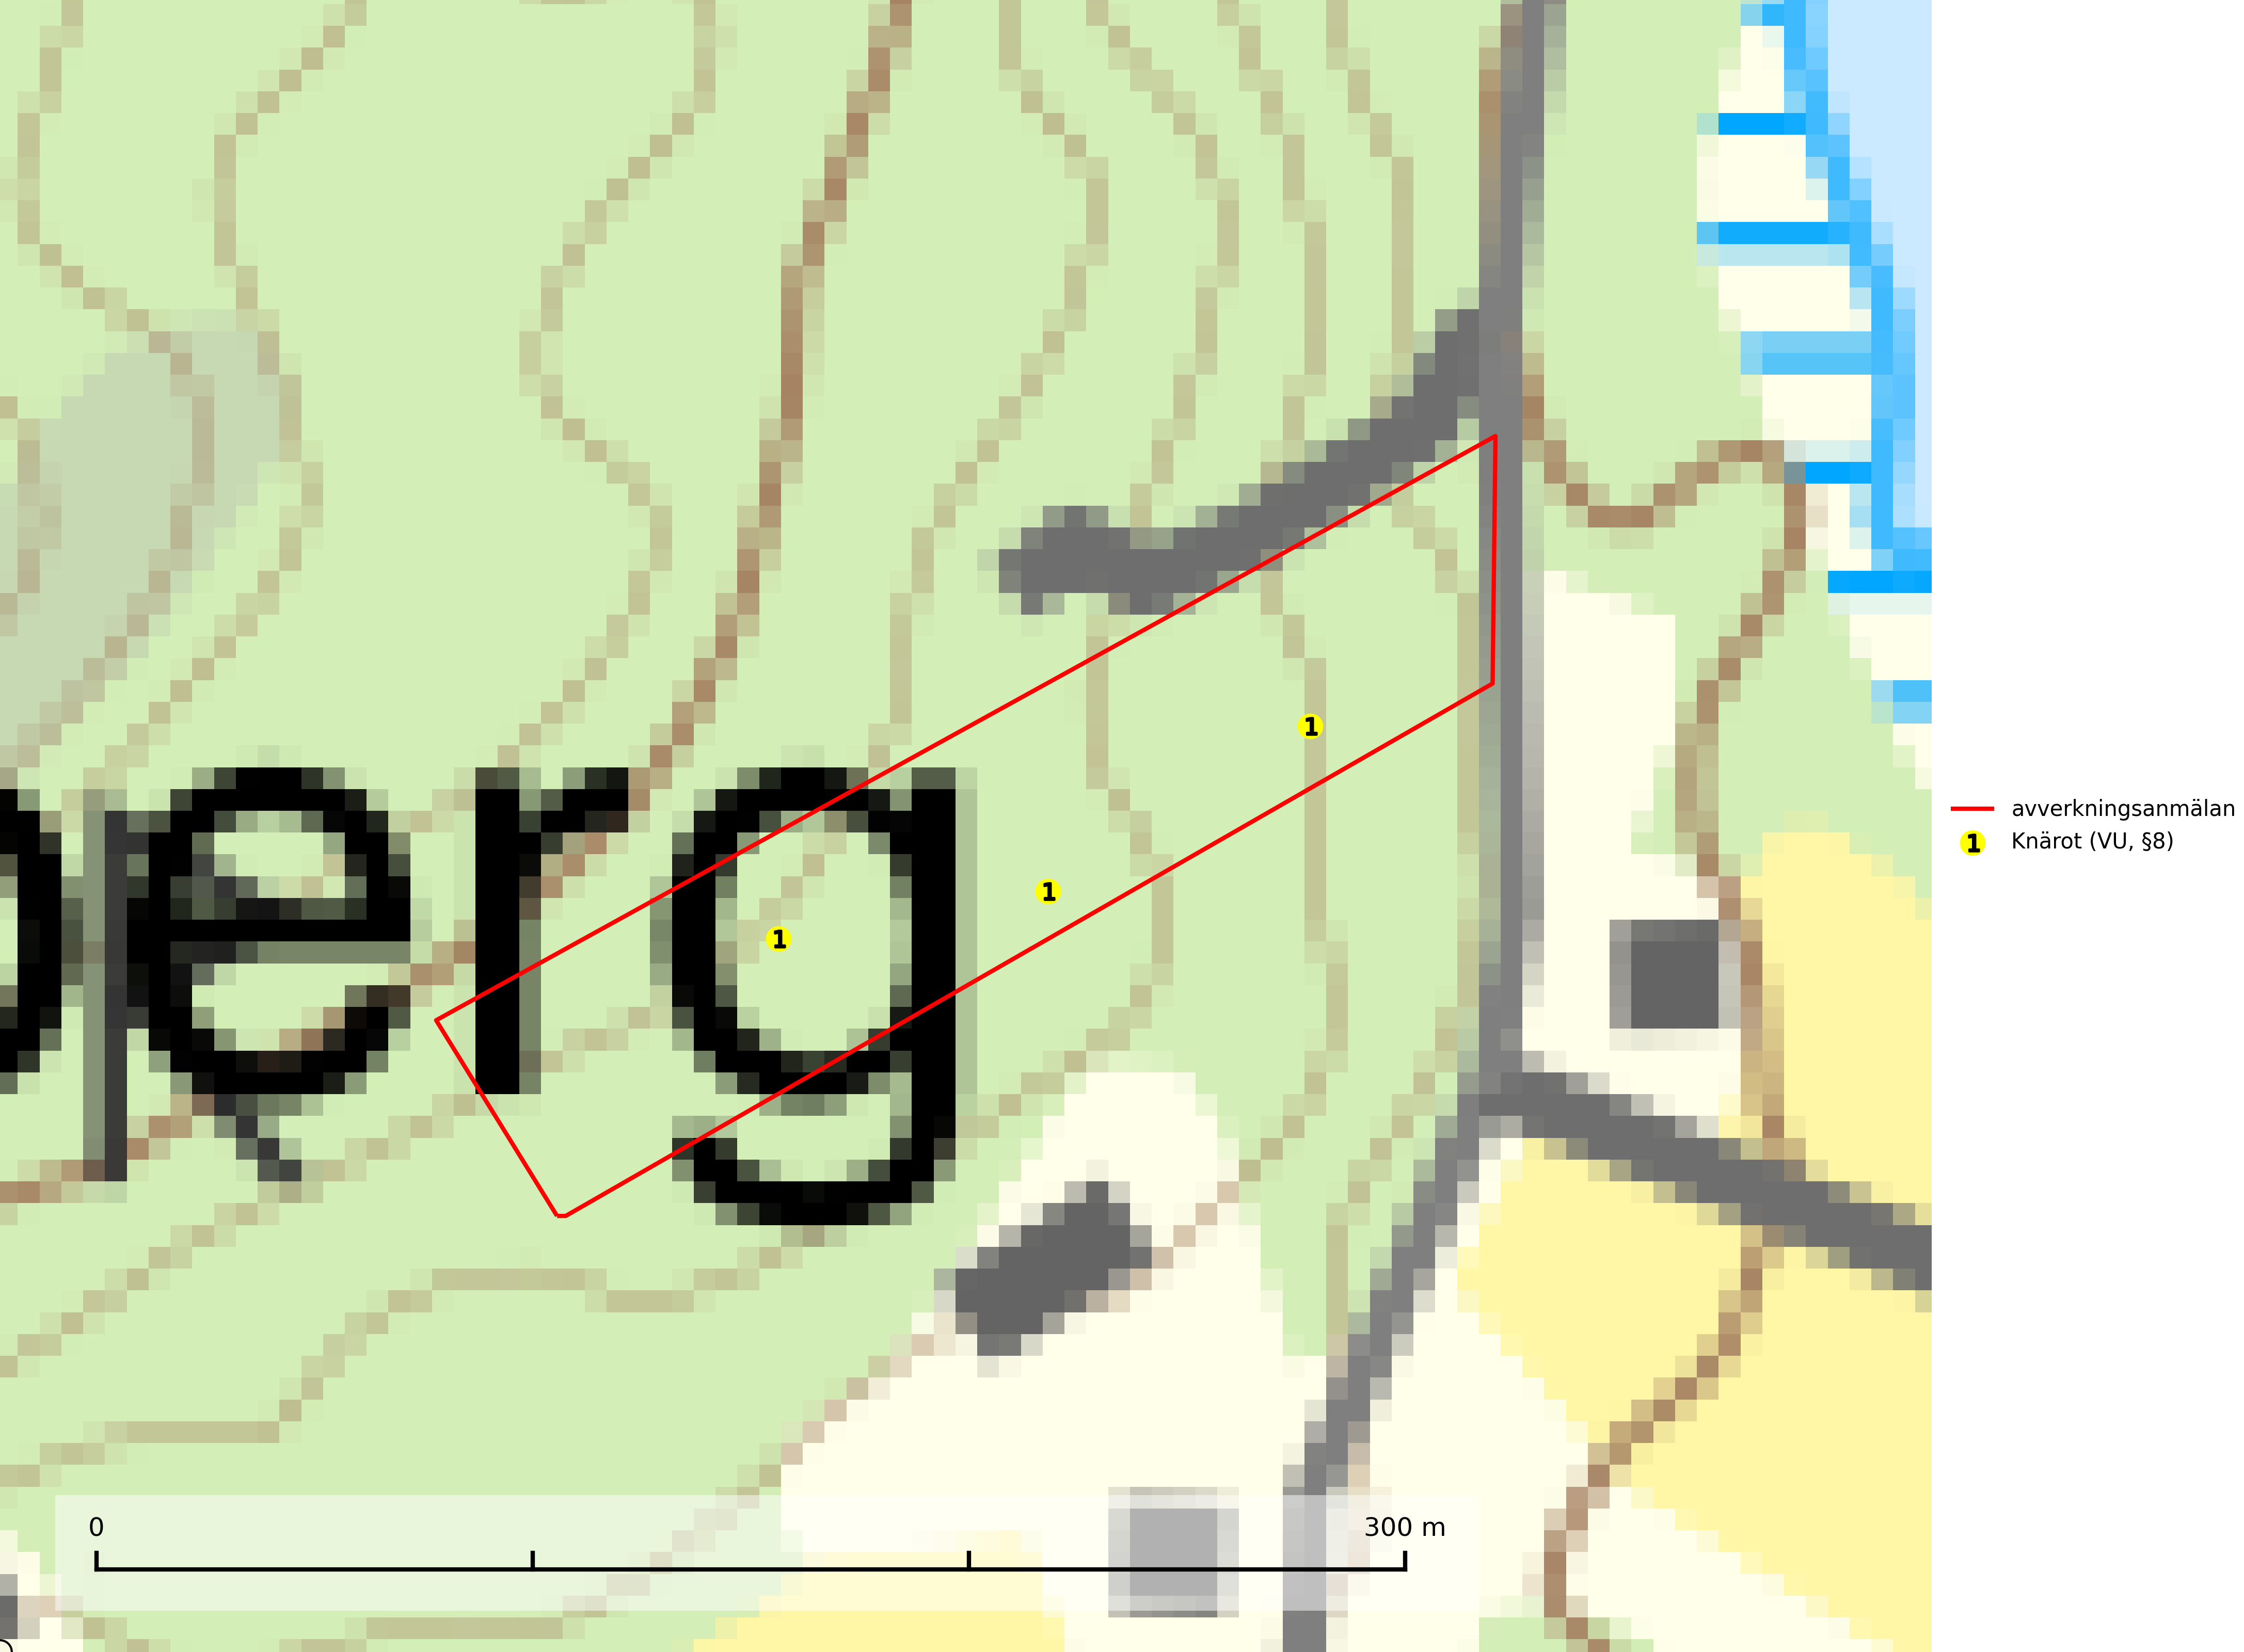 1
1
1
erg
avverkningsanmälan
1 Knärot (VU, §8)
0 300 m